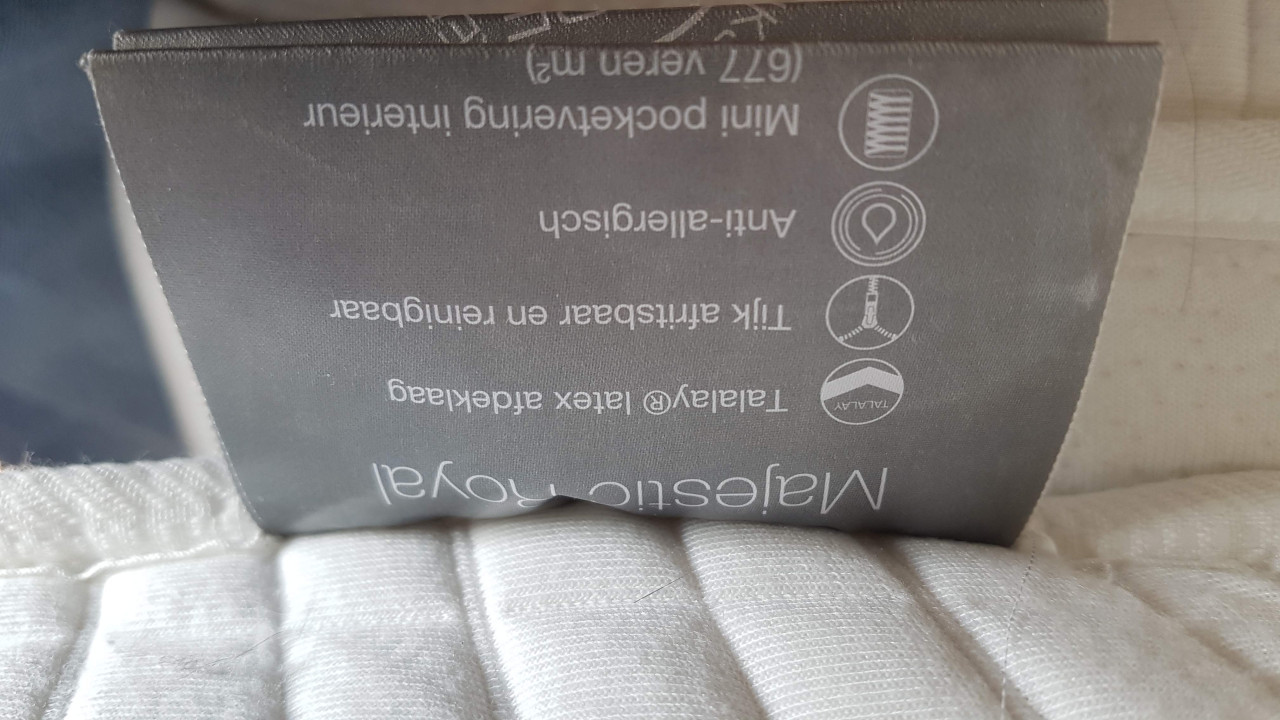 Majestic Royal
TALALAY
Talalay® latex afdeklaag
Tijk afritsbaar en reinigbaar
Anti-allergisch
Mini pocketvering interieur
(677 veren m²)